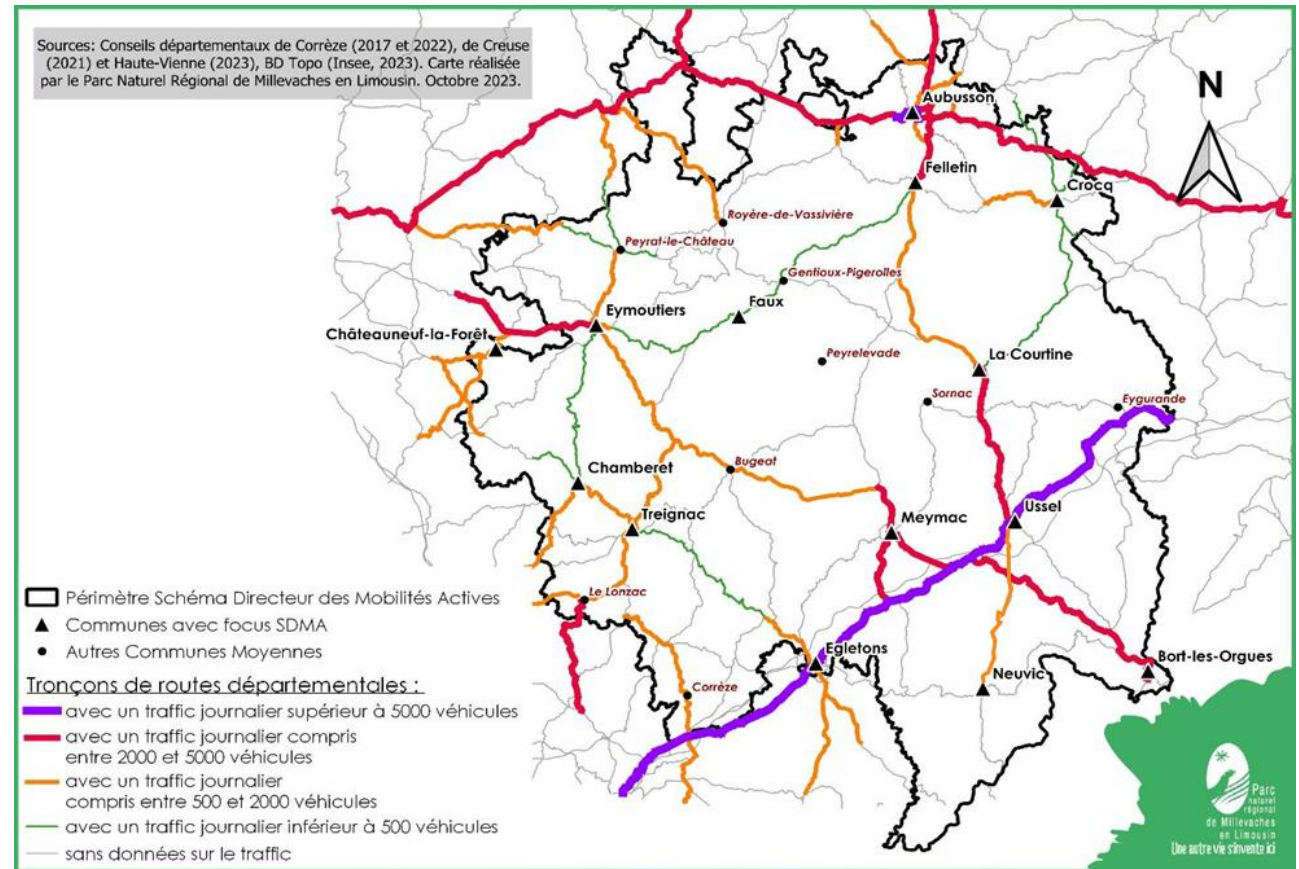 Sources: Conseils départementaux de Corrèze (2017 et 2022), de Creuse
(2021) et Haute-Vienne (2023), BD Topo (Insee, 2023). Carte réalisée
par le Parc Naturel Régional de Millevaches en Limousin. Octobre 2023.
N
Aubusson
Felletin
Crocq
Royère-de-Vassivière
Peyrat-le-Château
Gentioux-Pigerolles
Faux
Eymoutiers
Châteauneuf-la-Forêt
Peyrelevade
La Courtine
Sornac
Eygurande
Chamberet
Bugeat
Treignac
Meymac
Ussel
Le Lonzac
Egletons
Neuvic
Bort-les-Orgues
Corrèze
Périmètre Schéma Directeur des Mobilités Actives
Communes avec focus SDMA
Autres Communes Moyennes
Tronçons de routes départementales :
avec un traffic journalier supérieur à 5000 véhicules
avec un traffic journalier compris
entre 2000 et 5000 véhicules
avec un traffic journalier
compris entre 500 et 2000 véhicules
avec un traffic journalier inférieur à 500 véhicules
sans données sur le traffic
Parc
naturel
régional
de Millevaches
en Limousin
Une autre vie s'invente ici